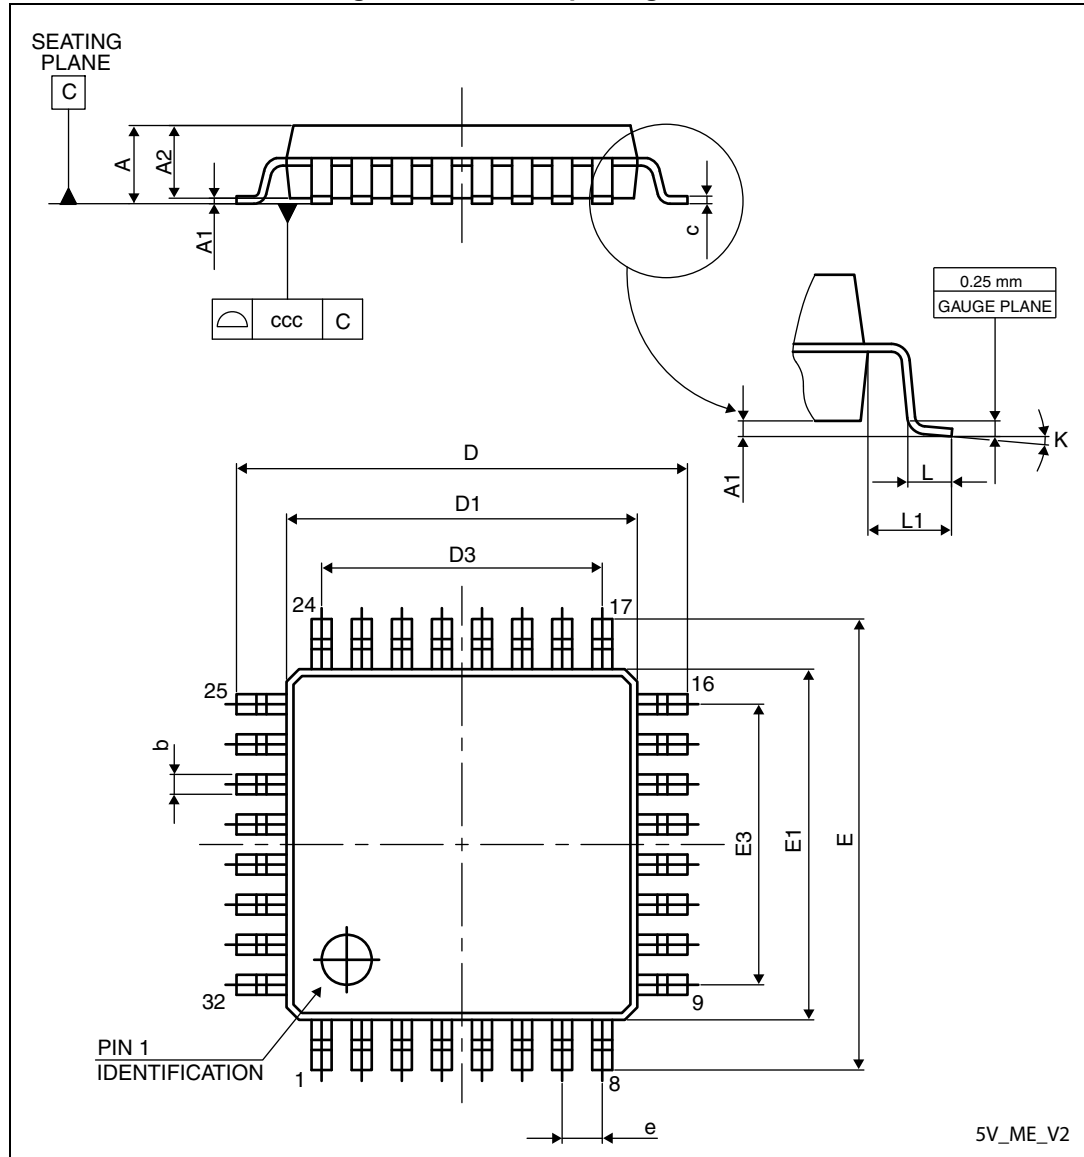 SEATING
PLANE
C
A
A2
A1
c
ccc
C
0.25 mm
GAUGE PLANE
K
A1
L
L1
D
D1
D3
24
17
25
16
b
E3
E1
E
32
9
PIN 1
IDENTIFICATION
1
8
e
5V_ME_V2